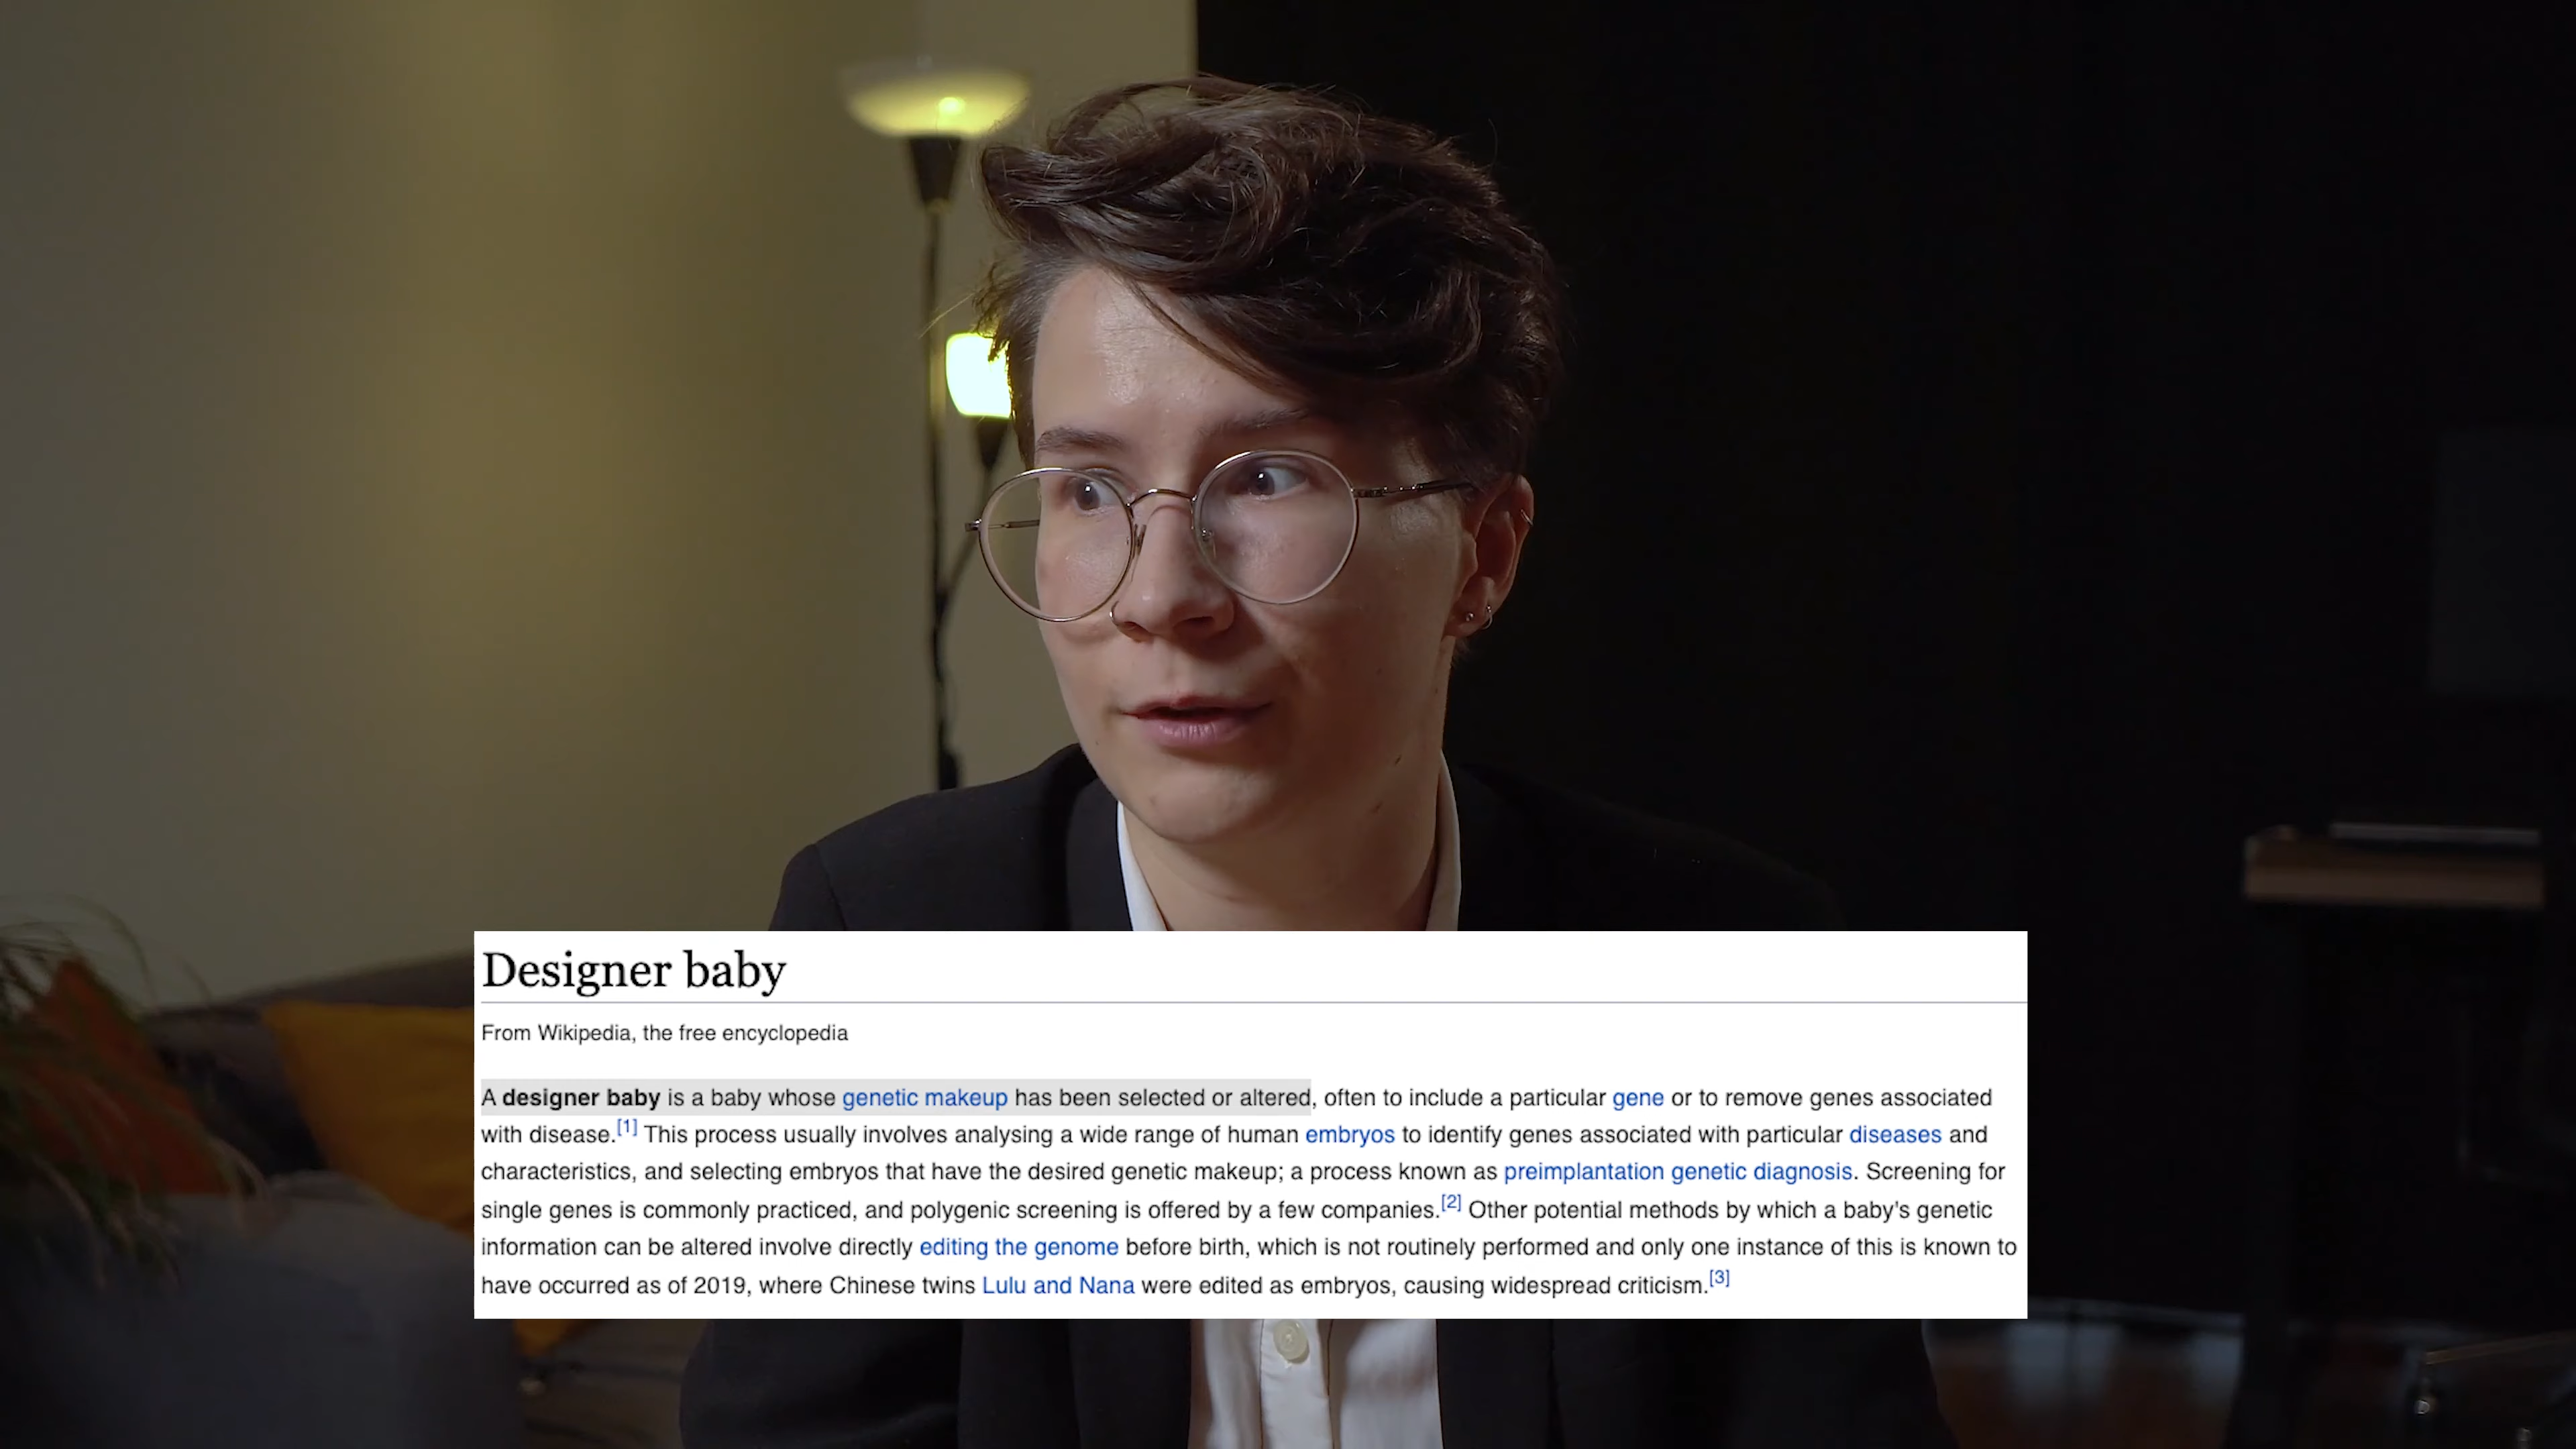 Designer baby
From Wikipedia, the free encyclopedia
A designer baby is a baby whose genetic makeup has been selected or altered, often to include a particular gene or to remove genes associated
with disease.[1] This process usually involves analysing a wide range of human embryos to identify genes associated with particular diseases and
characteristics, and selecting embryos that have the desired genetic makeup; a process known as preimplantation genetic diagnosis. Screening for
single genes is commonly practiced, and polygenic screening is offered by a few companies.[2] Other potential methods by which a baby's genetic
information can be altered involve directly editing the genome before birth, which is not routinely performed and only one instance of this is known to
have occurred as of 2019, where Chinese twins Lulu and Nana were edited as embryos, causing widespread criticism.[3]